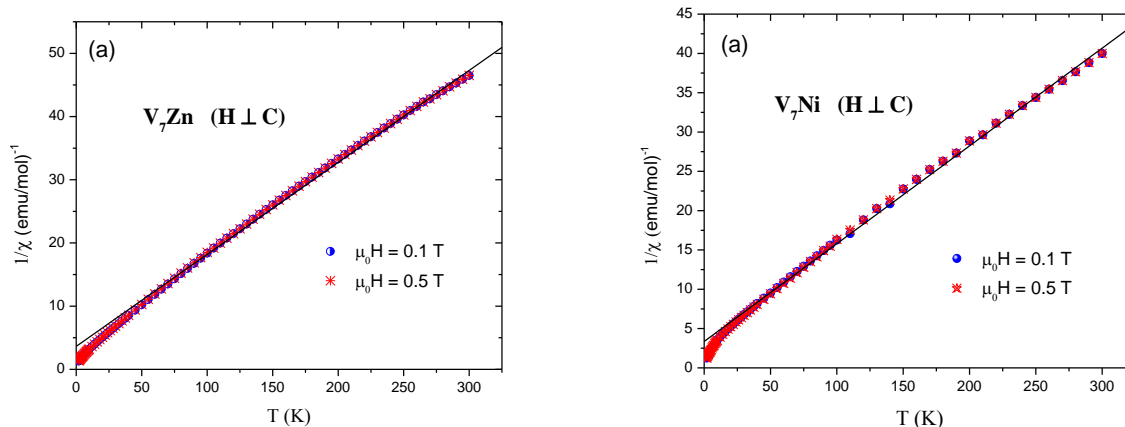 (a)
V₇Zn (H ⊥ C)
μ₀H = 0.1 T
μ₀H = 0.5 T
1/χ (emu/mol)⁻¹
50
40
30
20
10
0
0 50 100 150 200 250 300
T (K)
(a)
V₇Ni (H ⊥ C)
μ₀H = 0.1 T
μ₀H = 0.5 T
1/χ (emu/mol)⁻¹
45
40
35
30
25
20
15
10
5
0
0 50 100 150 200 250 300
T (K)